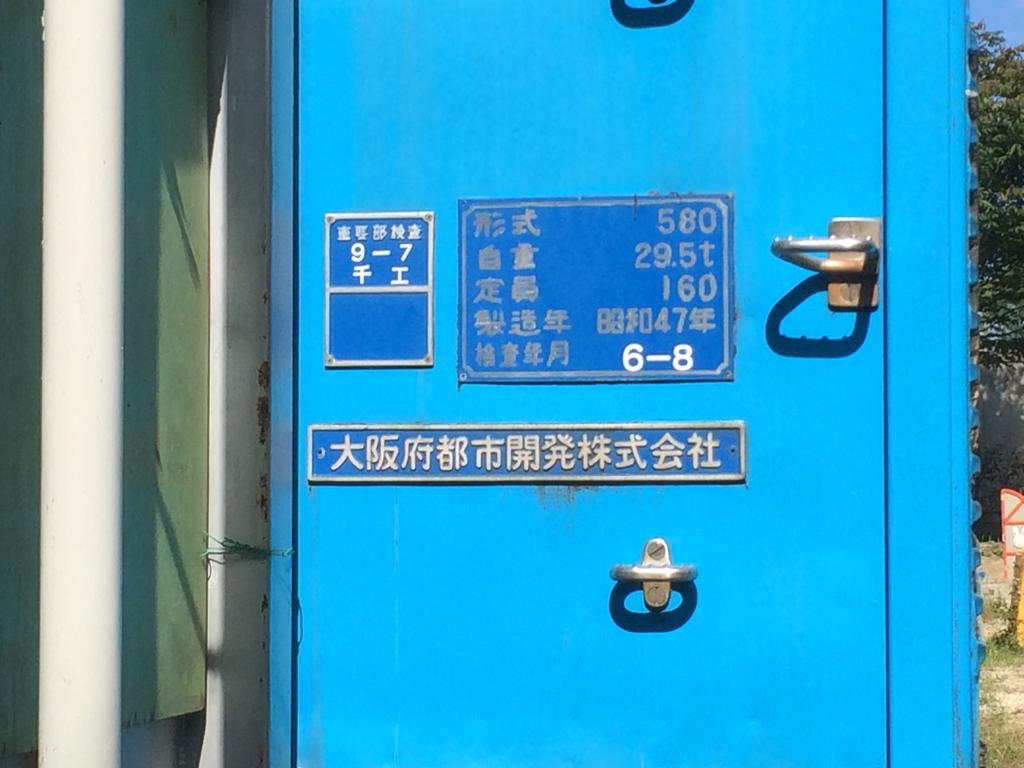 重要部検査
9-7
千工
形式 580
自重 29.5t
定員 160
製造年 昭和47年
検査年月 6-8
大阪府都市開発株式会社